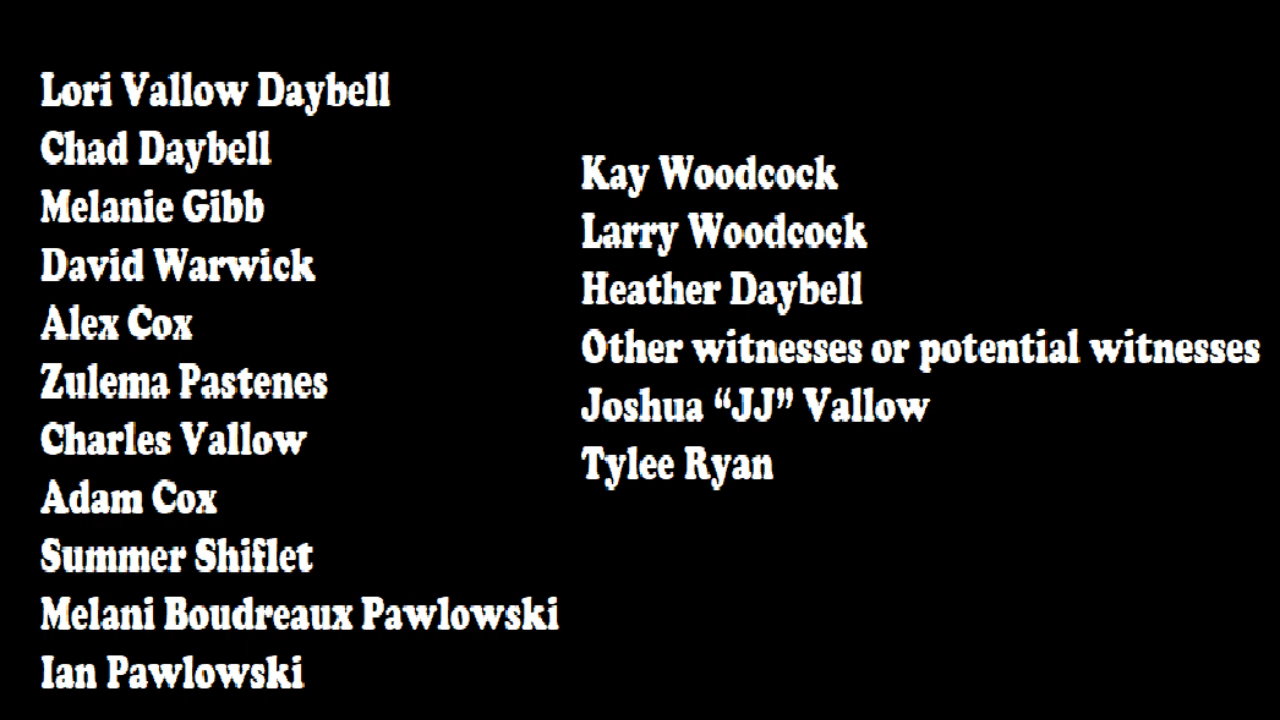 Lori Vallow Daybell
Chad Daybell
Melanie Gibb
David Warwick
Alex Cox
Zulema Pastenes
Charles Vallow
Adam Cox
Summer Shiflet
Melani Boudreaux Pawlowski
Ian Pawlowski
Kay Woodcock
Larry Woodcock
Heather Daybell
Other witnesses or potential witnesses
Joshua “JJ” Vallow
Tylee Ryan